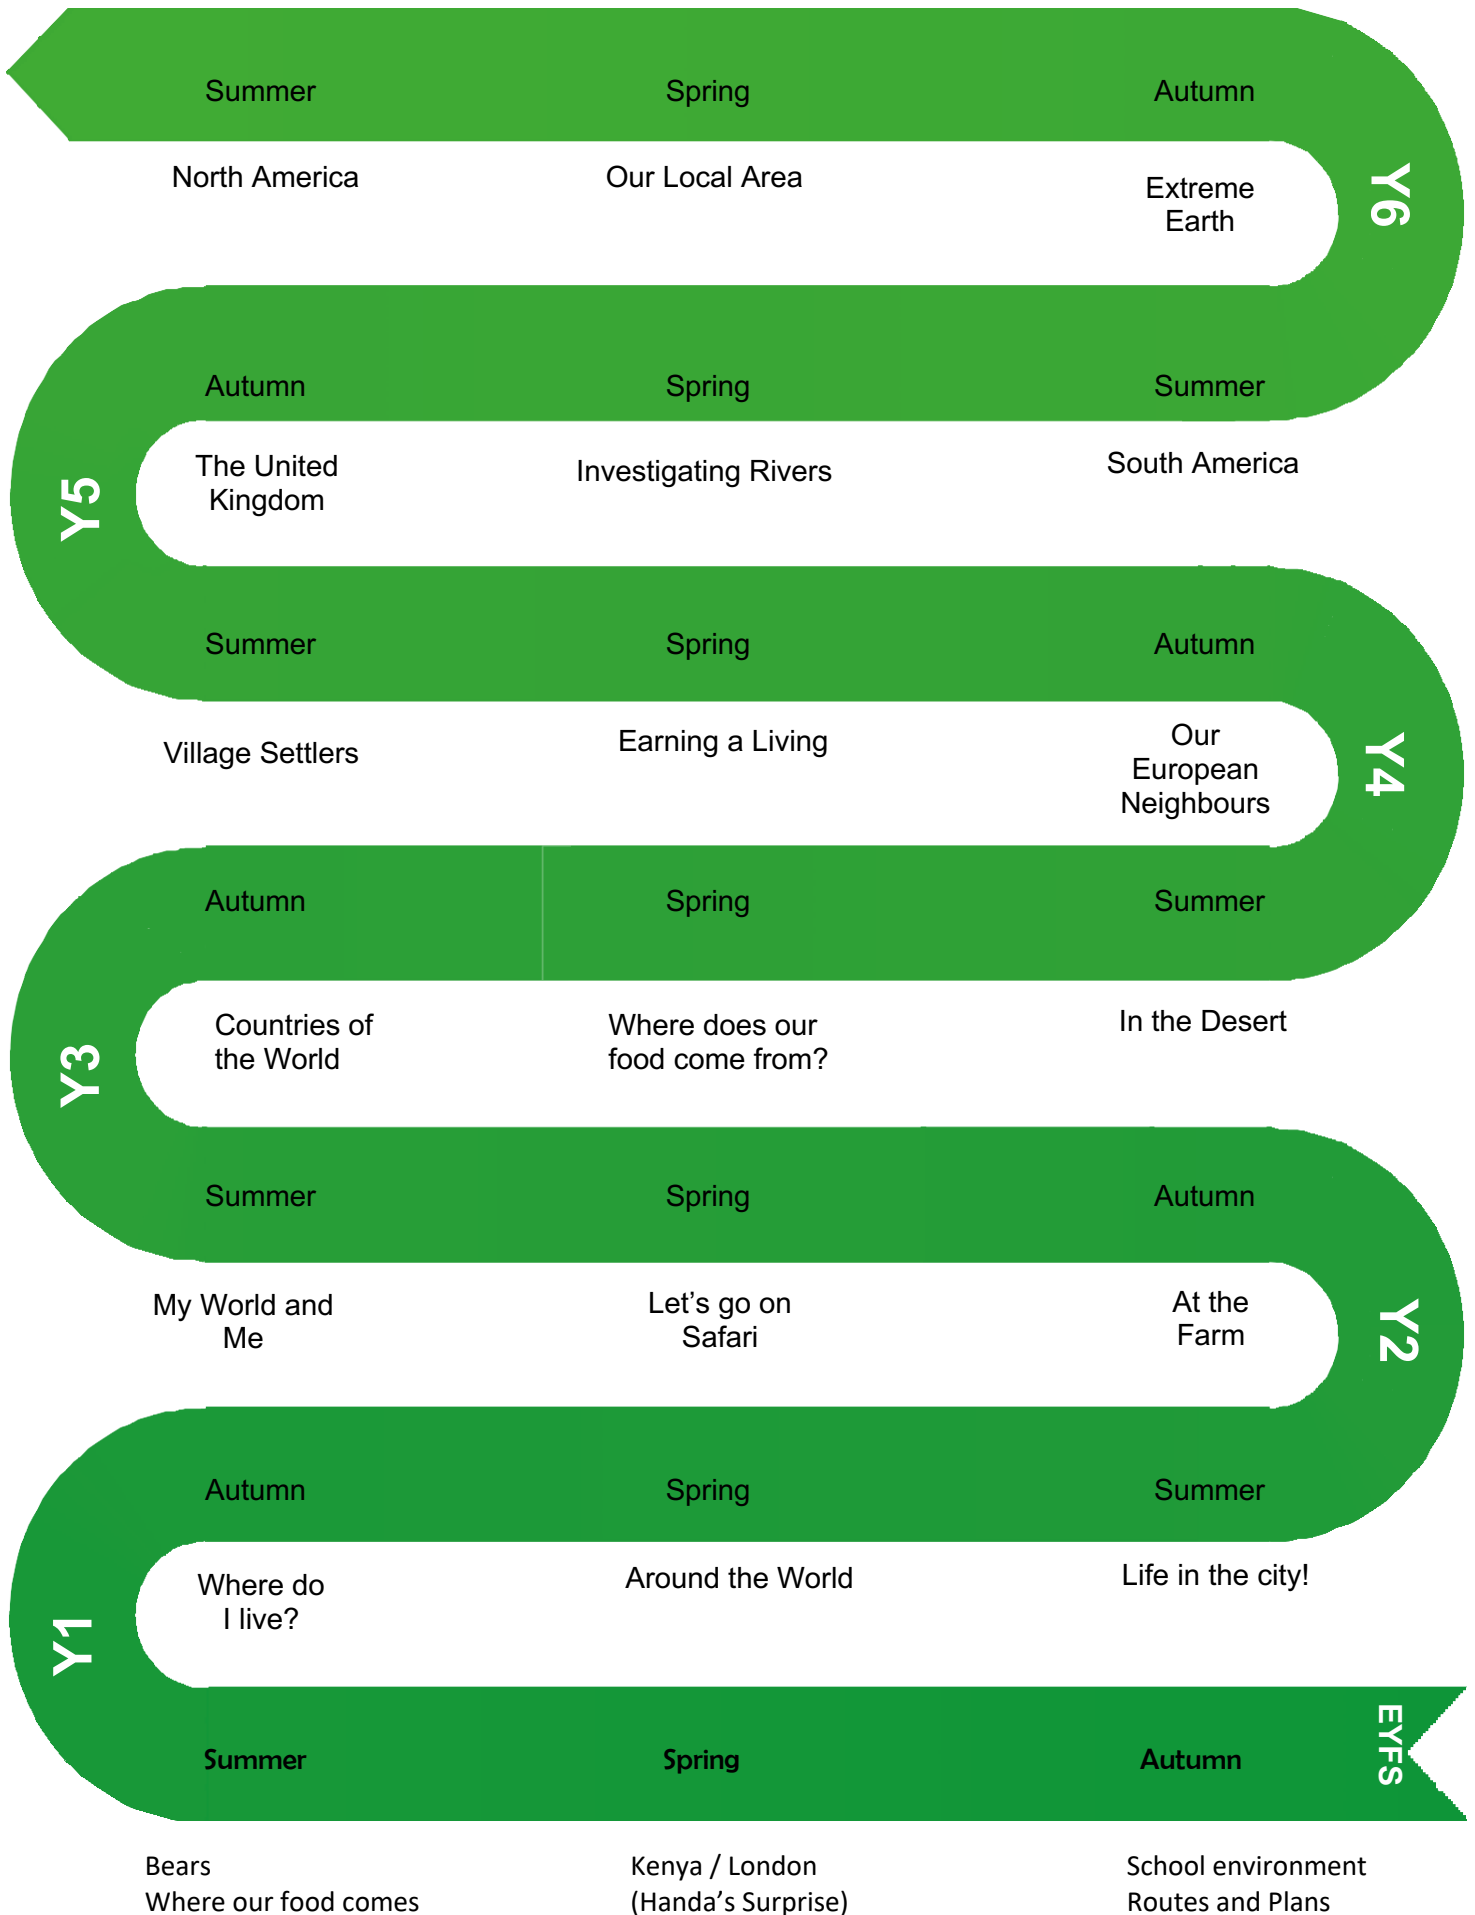 Summer Spring Autumn
Y6
North America Our Local Area Extreme
Earth
Autumn Spring Summer
Y5
The United
Kingdom
Investigating Rivers
South America
Summer Spring Autumn
Y4
Village Settlers
Earning a Living
Our
European
Neighbours
Autumn Spring Summer
Y3
Countries of
the World
Where does our
food come from?
In the Desert
Summer Spring Autumn
Y2
My World and
Me
Let's go on
Safari
At the
Farm
Autumn Spring Summer
Y1
Where do
I live?
Around the World
Life in the city!
Summer Spring Autumn
EYFS
Bears
Where our food comes
Kenya / London
(Handa's Surprise)
School environment
Routes and Plans